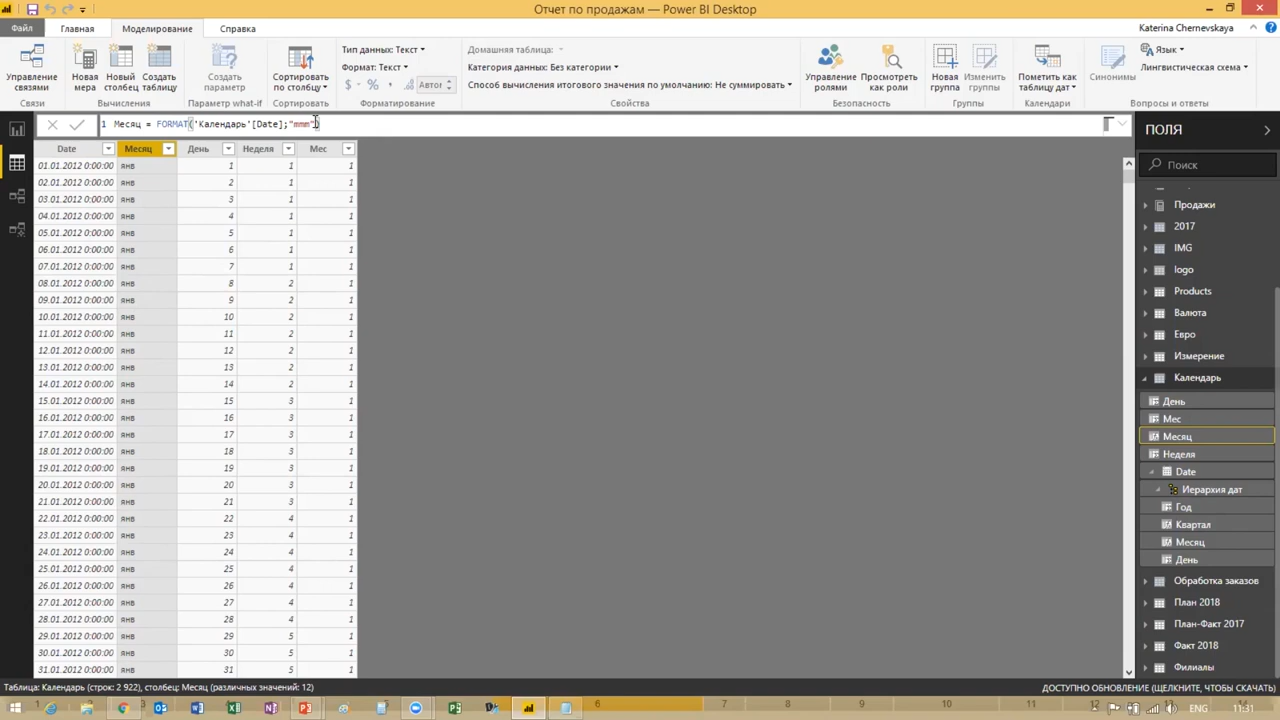 Отчет по продажам — Power BI Desktop
Файл Главная Моделирование Справка Katerina Chernevskaya
Управление связями
Новая мера
Новый столбец
Создать таблицу
Создать параметр
Сортировать по столбцу
Тип данных: Текст
Формат: Текст
$ % , Авто
Домашняя таблица:
Категория данных: Без категории
Способ вычисления итогового значения по умолчанию: Не суммировать
Управление ролями
Просмотреть как роли
Новая группа
Изменить группы
Пометить как таблицу дат
Синонимы
Язык
Лингвистическая схема
Связи Вычисления Параметр what-if Сортировать Форматирование Свойства Безопасность Группы Календари Q&A
1 Месяц = FORMAT('Календарь'[Date];"mmm")
Date Месяц День Неделя Мес
01.01.2012 0:00:00 янв 1 1 1
02.01.2012 0:00:00 янв 2 1 1
03.01.2012 0:00:00 янв 3 1 1
04.01.2012 0:00:00 янв 4 1 1
05.01.2012 0:00:00 янв 5 1 1
06.01.2012 0:00:00 янв 6 1 1
07.01.2012 0:00:00 янв 7 1 1
08.01.2012 0:00:00 янв 8 2 1
09.01.2012 0:00:00 янв 9 2 1
10.01.2012 0:00:00 янв 10 2 1
11.01.2012 0:00:00 янв 11 2 1
12.01.2012 0:00:00 янв 12 2 1
13.01.2012 0:00:00 янв 13 2 1
14.01.2012 0:00:00 янв 14 2 1
15.01.2012 0:00:00 янв 15 3 1
16.01.2012 0:00:00 янв 16 3 1
17.01.2012 0:00:00 янв 17 3 1
18.01.2012 0:00:00 янв 18 3 1
19.01.2012 0:00:00 янв 19 3 1
20.01.2012 0:00:00 янв 20 3 1
21.01.2012 0:00:00 янв 21 3 1
22.01.2012 0:00:00 янв 22 4 1
23.01.2012 0:00:00 янв 23 4 1
24.01.2012 0:00:00 янв 24 4 1
25.01.2012 0:00:00 янв 25 4 1
26.01.2012 0:00:00 янв 26 4 1
27.01.2012 0:00:00 янв 27 4 1
28.01.2012 0:00:00 янв 28 4 1
29.01.2012 0:00:00 янв 29 5 1
30.01.2012 0:00:00 янв 30 5 1
31.01.2012 0:00:00 янв 31 5 1
ПОЛЯ
Поиск
Продажи
2017
IMG
logo
Products
Валюта
Евро
Измерение
Календарь
День
Мес
Месяц
Неделя
Date
Иерархия дат
Год
Квартал
Месяц
День
Обработка заказов
План 2018
План-Факт 2017
Факт 2018
Филиалы
Таблица: Календарь (строк: 2 922), столбец: Месяц (различных значений: 12)
ДОСТУПНО ОБНОВЛЕНИЕ (ЩЕЛКНИТЕ, ЧТОБЫ СКАЧАТЬ)
ENG 11:31